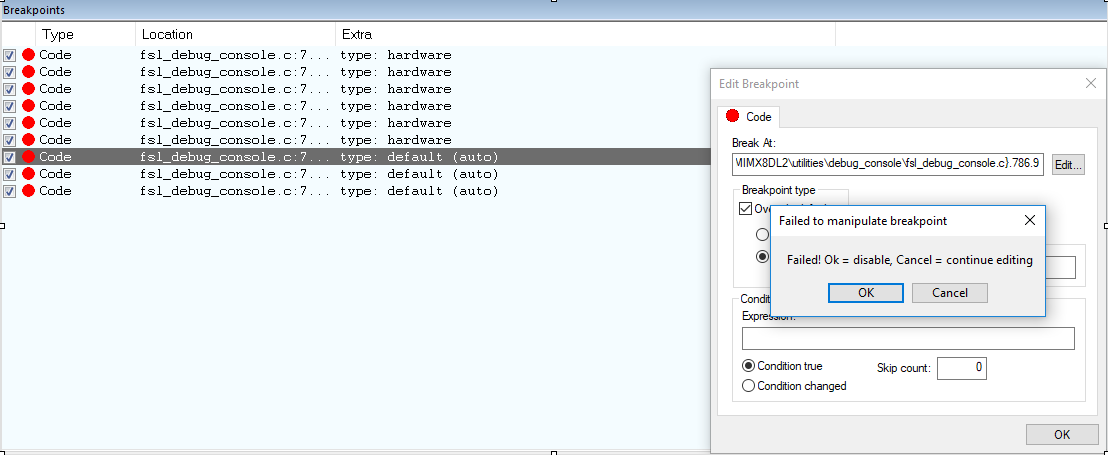 Breakpoints
Type Location Extra
Code fsl_debug_console.c:7... type: hardware
Code fsl_debug_console.c:7... type: hardware
Code fsl_debug_console.c:7... type: hardware
Code fsl_debug_console.c:7... type: hardware
Code fsl_debug_console.c:7... type: hardware
Code fsl_debug_console.c:7... type: hardware
Code fsl_debug_console.c:7... type: default (auto)
Code fsl_debug_console.c:7... type: default (auto)
Code fsl_debug_console.c:7... type: default (auto)
Edit Breakpoint
Code
Break At:
MIMX8DL2\utilities\debug_console\fsl_debug_console.c}.786.9 Edit...
Breakpoint type
Failed to manipulate breakpoint
Failed! Ok = disable, Cancel = continue editing
OK Cancel
Expression:
Condition true Skip count: 0
Condition changed
OK